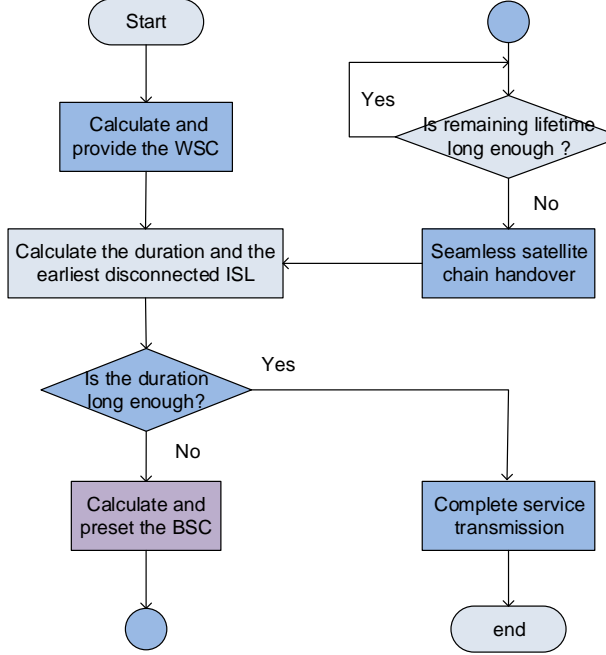 Start
Calculate and
provide the WSC
Calculate the duration and the
earliest disconnected ISL
Is the duration
long enough?
Yes
No
Calculate and
preset the BSC
Yes
Is remaining lifetime
long enough ?
No
Seamless satellite
chain handover
Complete service
transmission
end